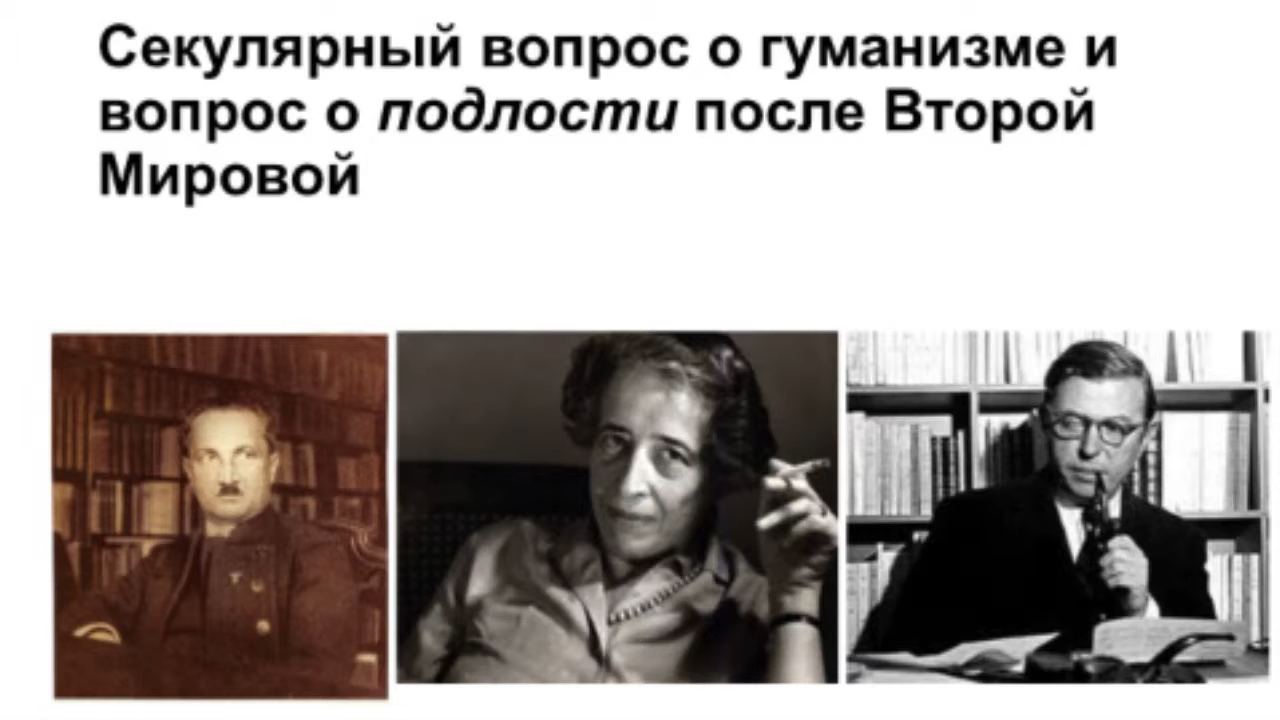 Секулярный вопрос о гуманизме и
вопрос о подлости после Второй
Мировой